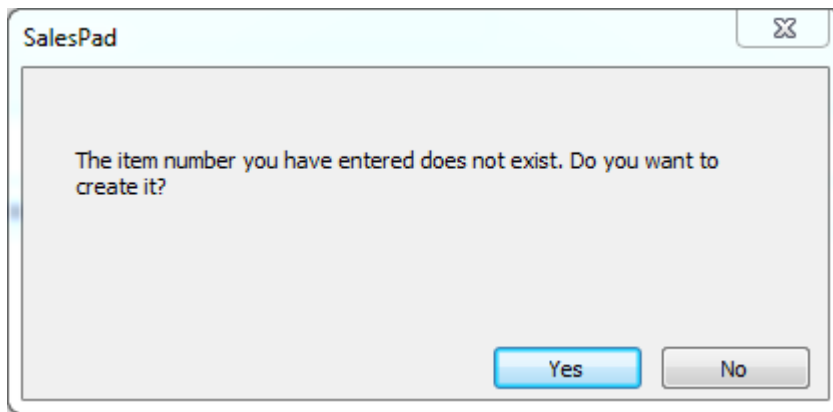 SalesPad
The item number you have entered does not exist. Do you want to
create it?
Yes
No